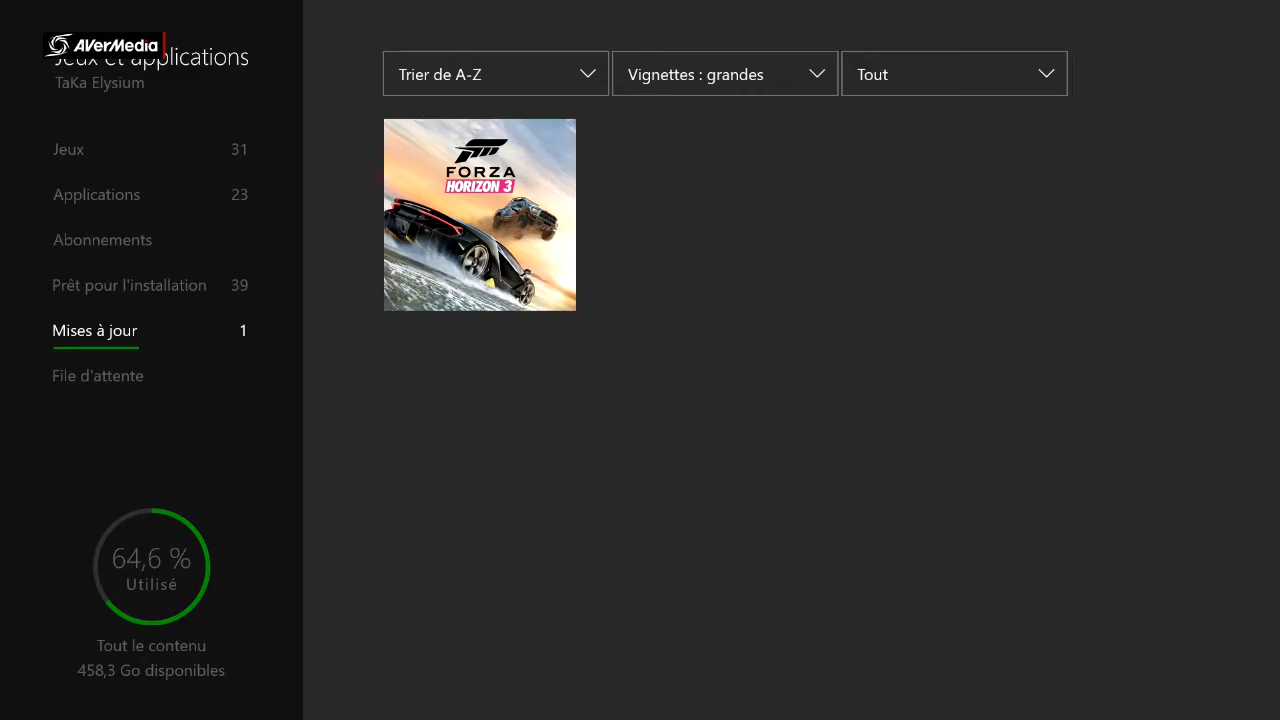 AVerMedia
Jeux et applications
TaKa Elysium
Jeux 31
Applications 23
Abonnements
Prêt pour l'installation 39
Mises à jour 1
File d'attente
64,6 %
Utilisé
Tout le contenu
458,3 Go disponibles
Trier de A-Z
Vignettes : grandes
Tout
FORZA
HORIZON 3